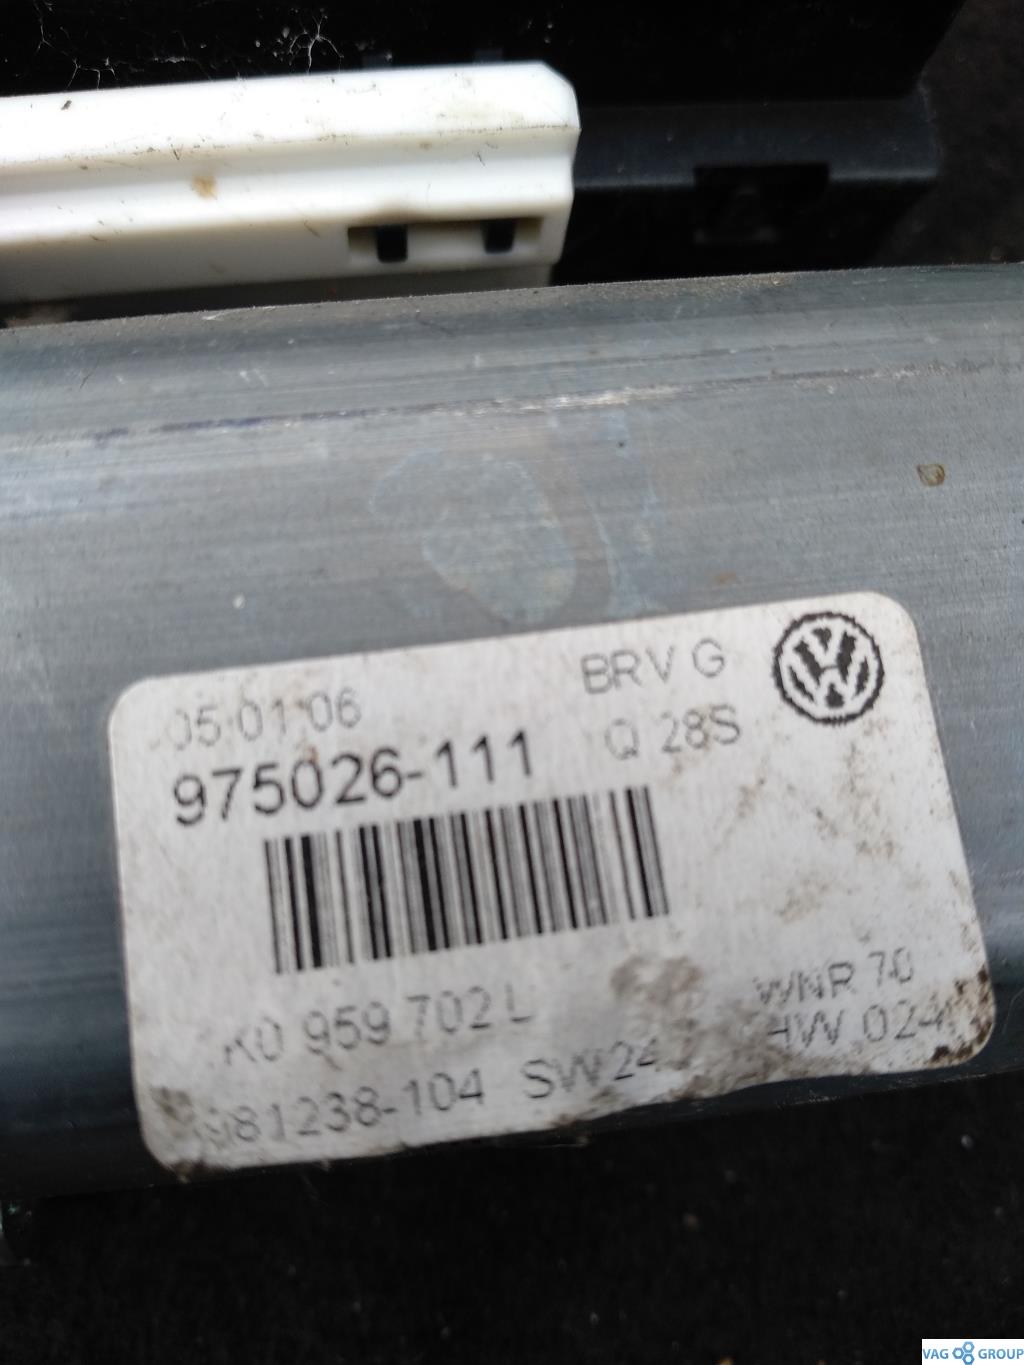 05 01 06
BRV G
975026-111
Q 28S
K0 959 702 L
WNR 70
981238-104 SW24
HW 024
VAG GROUP